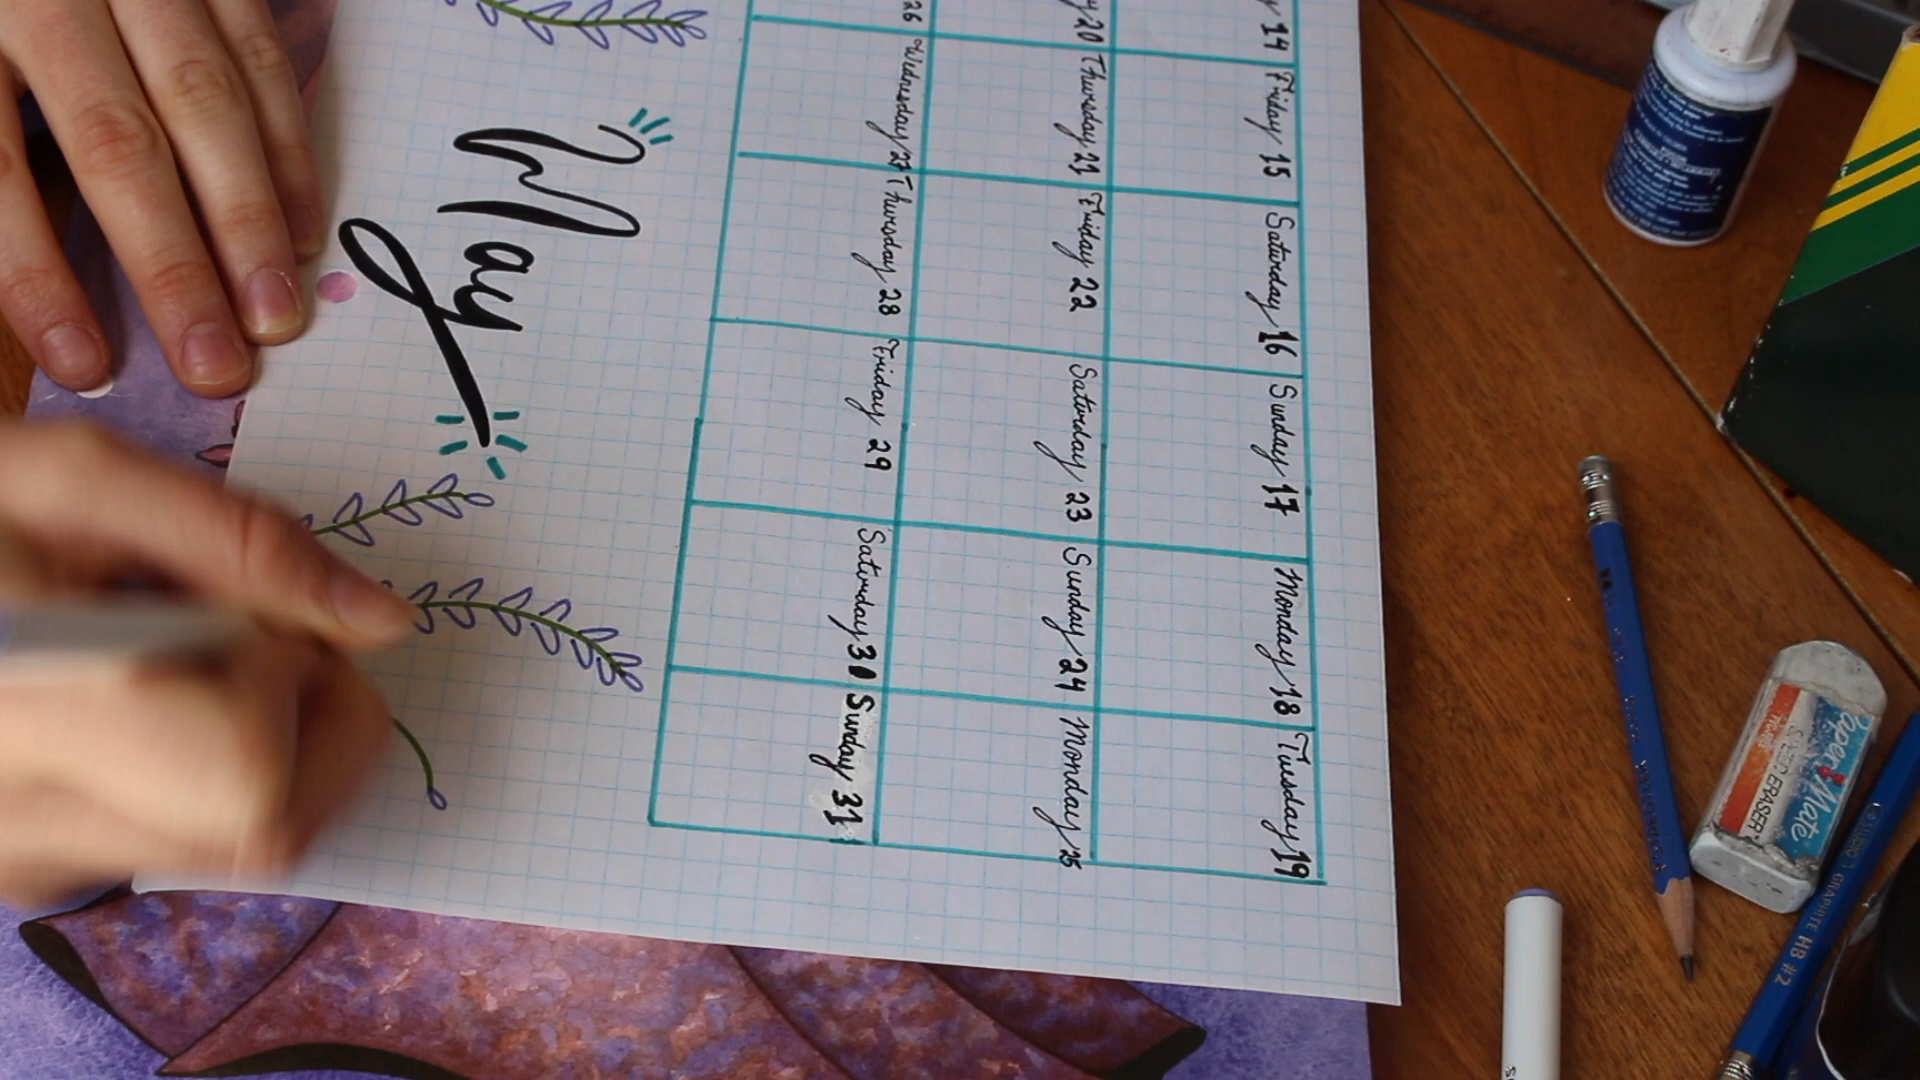 May
14
Friday 15
Saturday 16
Sunday 17
Monday 18
Tuesday 19
20
Thursday 21
Friday 22
Saturday 23
Sunday 24
Monday 25
26
Wednesday 27
Thursday 28
Friday 29
Saturday 30
Sunday 31
Paper Mate
SPEED ERASER
GRAPHITE HB #2